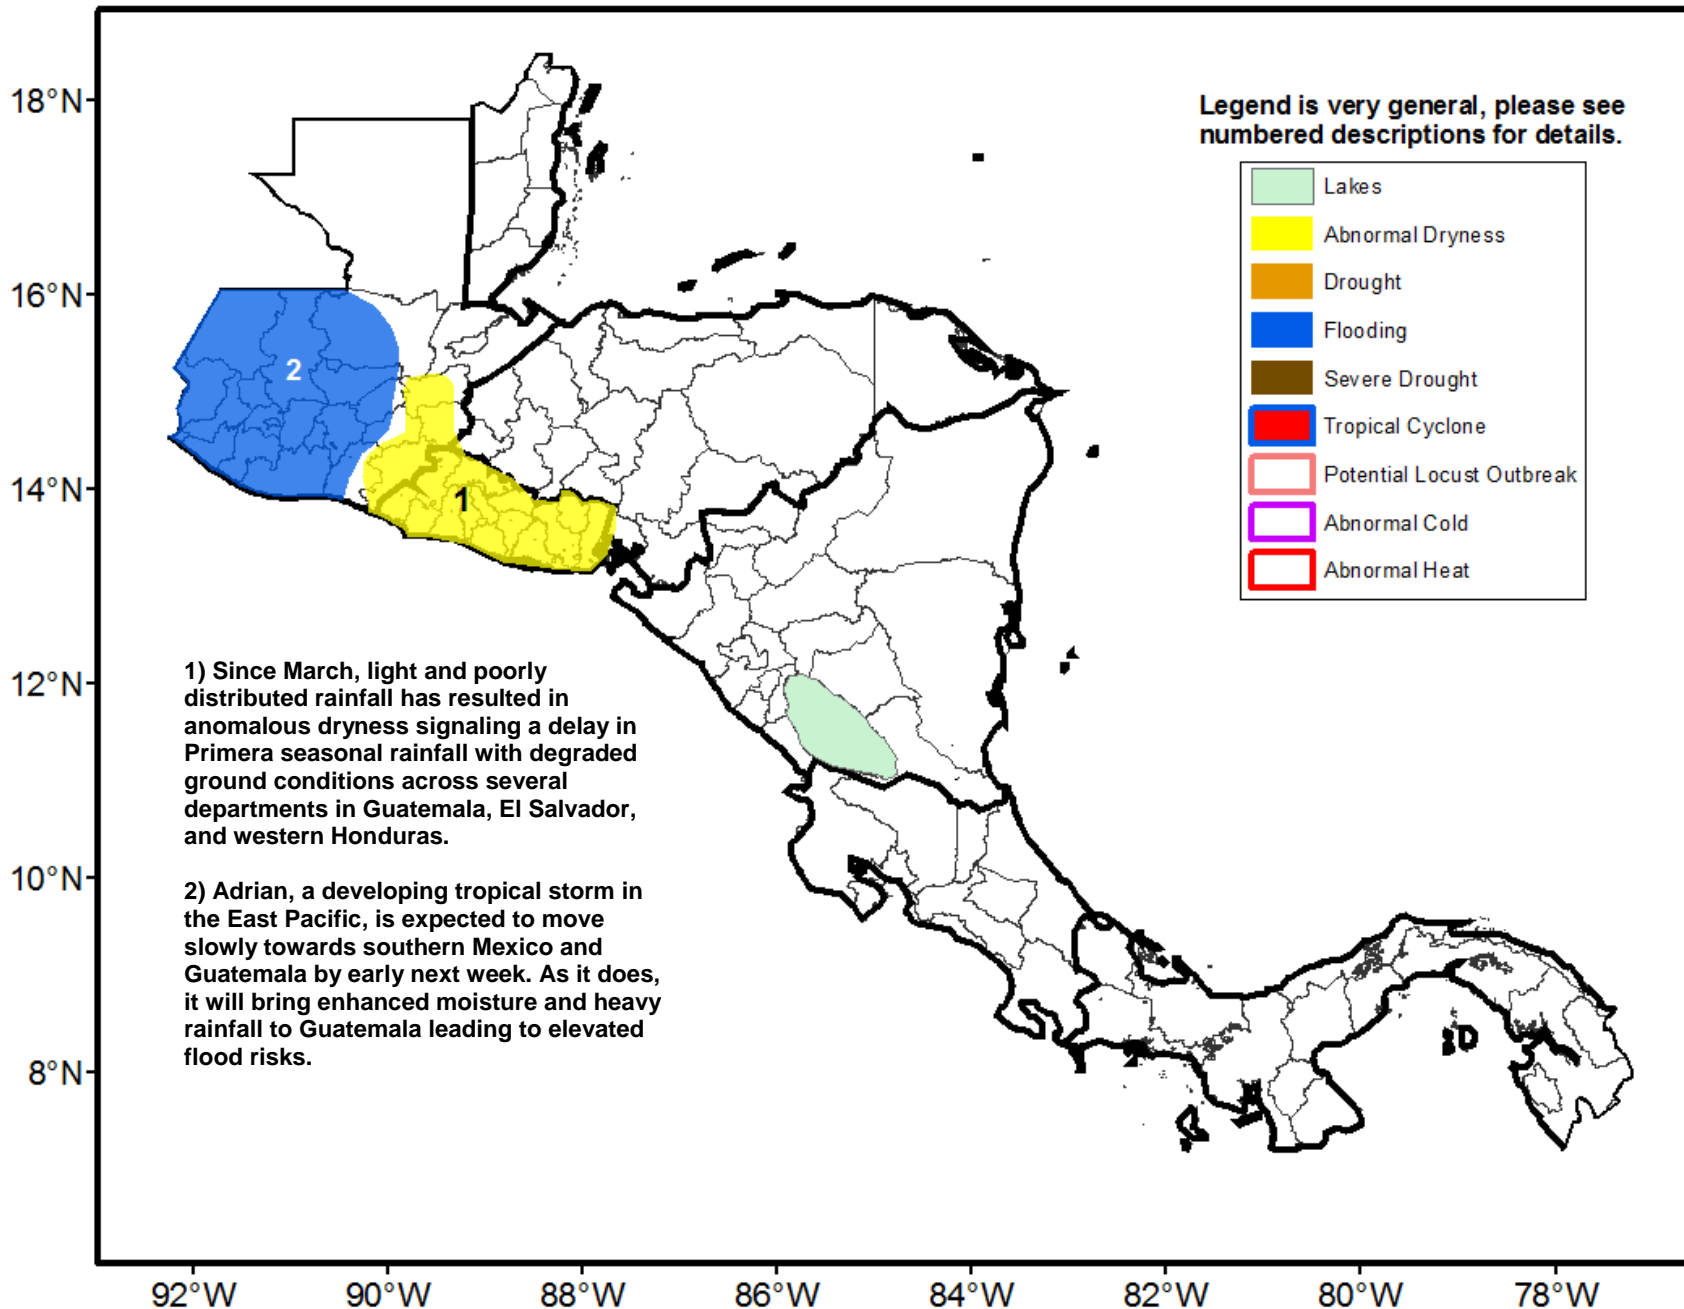 18°N
16°N
14°N
12°N
10°N
8°N
Legend is very general, please see
numbered descriptions for details.
Lakes
Abnormal Dryness
Drought
Flooding
Severe Drought
Tropical Cyclone
Potential Locust Outbreak
Abnormal Cold
Abnormal Heat
2
1
1) Since March, light and poorly
distributed rainfall has resulted in
anomalous dryness signaling a delay in
Primera seasonal rainfall with degraded
ground conditions across several
departments in Guatemala, El Salvador,
and western Honduras.
2) Adrian, a developing tropical storm in
the East Pacific, is expected to move
slowly towards southern Mexico and
Guatemala by early next week. As it does,
it will bring enhanced moisture and heavy
rainfall to Guatemala leading to elevated
flood risks.
92°W 90°W 88°W 86°W 84°W 82°W 80°W 78°W